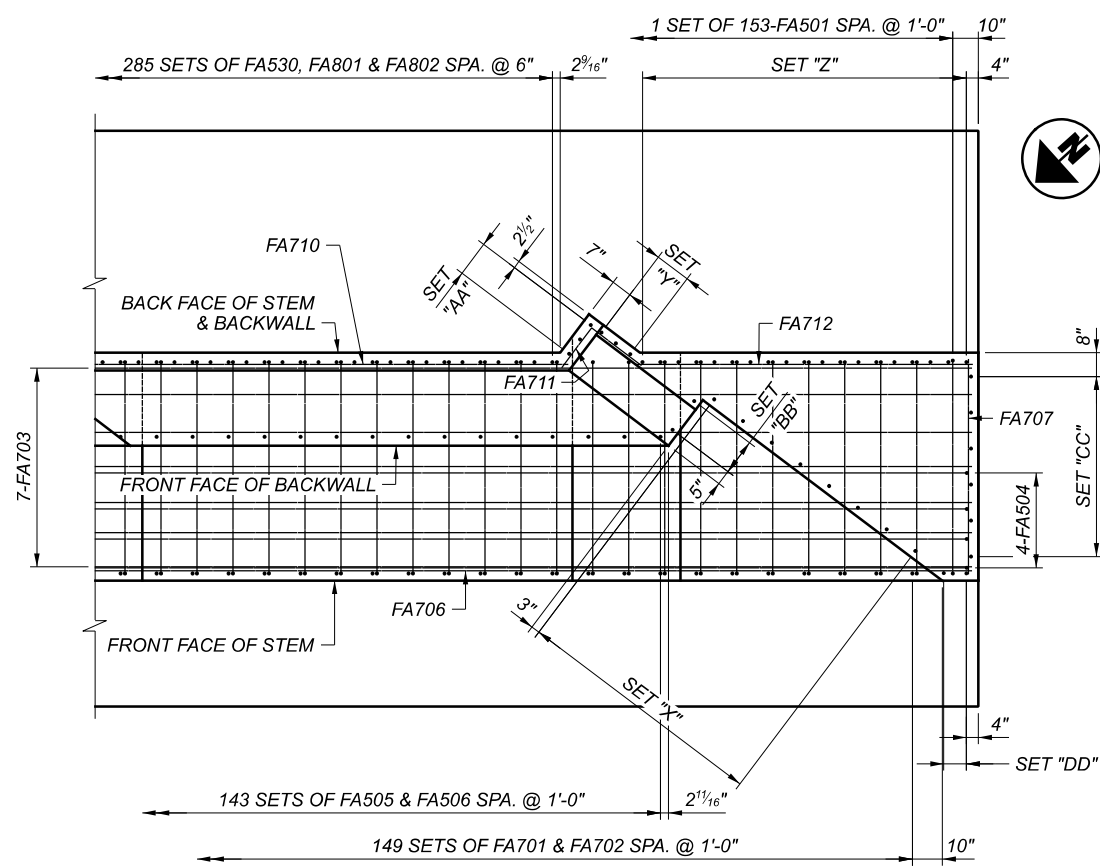 1 SET OF 153-FA501 SPA. @ 1'-0"
10"
285 SETS OF FA530, FA801 & FA802 SPA. @ 6"
2 9/16"
SET "Z"
4"
N
2 1/2"
7"
SET
"Y"
SET
"AA"
FA710
BACK FACE OF STEM
& BACKWALL
FA712
8"
FA711
SET
"BB"
FA707
7-FA703
SET "CC"
FRONT FACE OF BACKWALL
5"
4-FA504
3"
FA706
FRONT FACE OF STEM
SET "X"
4"
SET "DD"
143 SETS OF FA505 & FA506 SPA. @ 1'-0"
2 11/16"
149 SETS OF FA701 & FA702 SPA. @ 1'-0"
10"